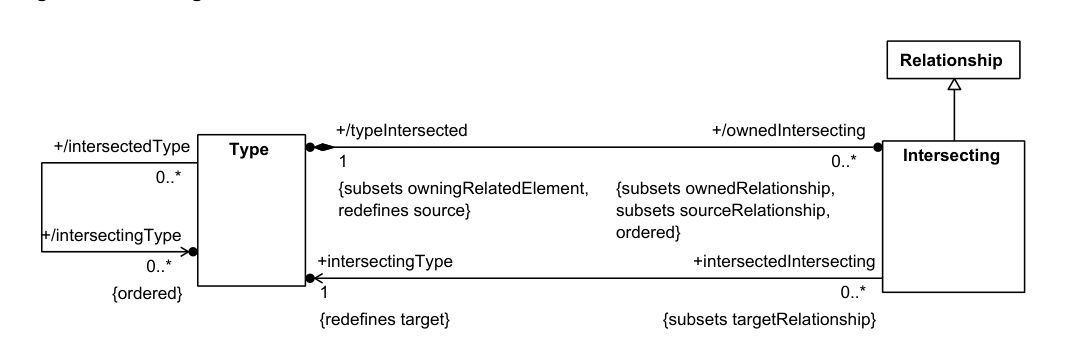 Relationship
+/typeIntersected
+/ownedIntersecting
+/intersectedType
Type
Intersecting
1
0..*
0..*
{subsets owningRelatedElement,
redefines source}
{subsets ownedRelationship,
subsets sourceRelationship,
ordered}
+/intersectingType
0..*
{ordered}
+intersectingType
+intersectedIntersecting
1
0..*
{redefines target}
{subsets targetRelationship}